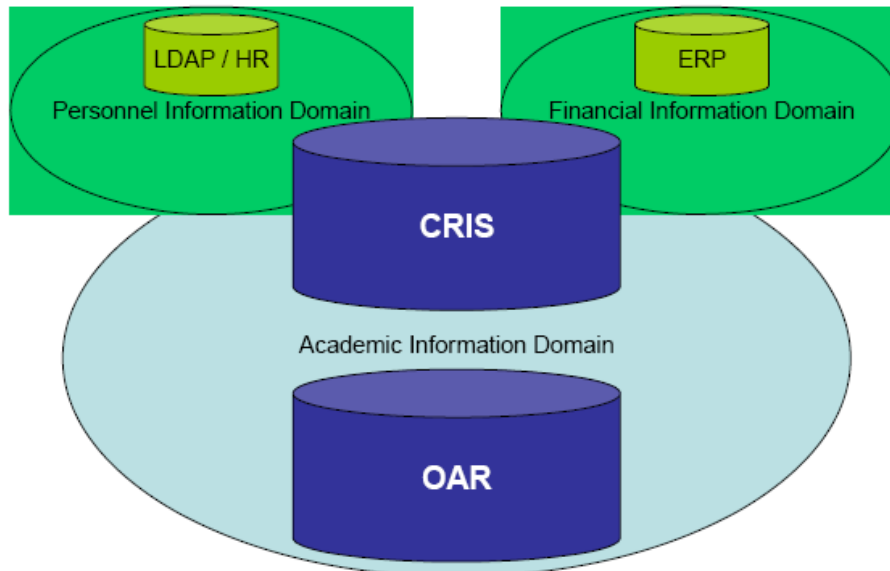 LDAP / HR
ERP
Personnel Information Domain
Financial Information Domain
CRIS
Academic Information Domain
OAR